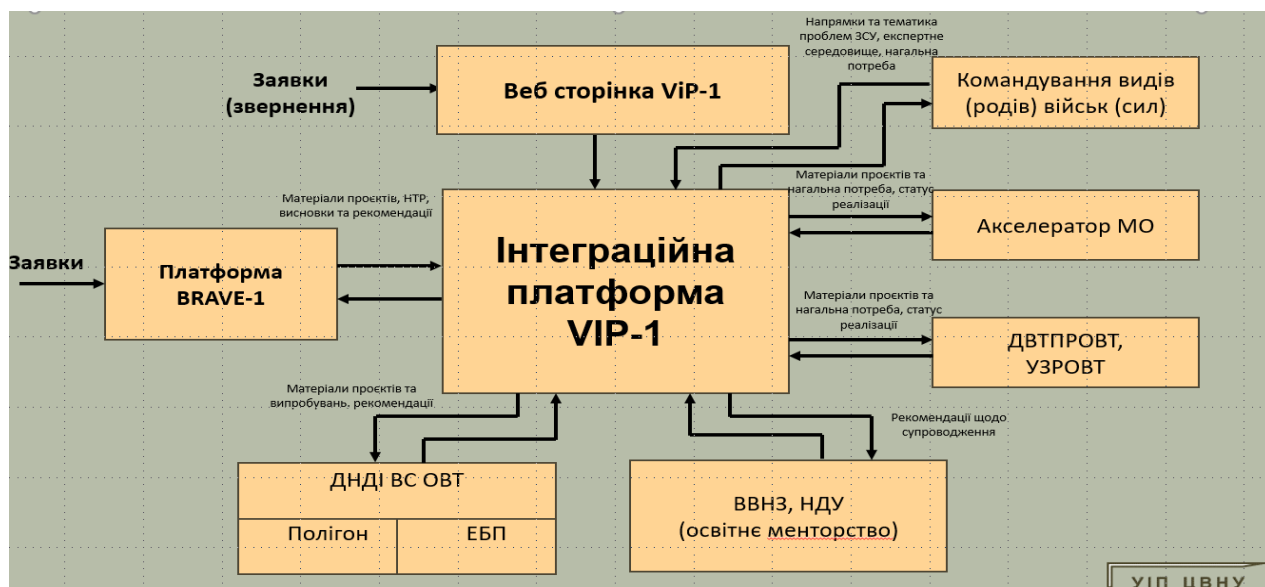 Напрямки та тематика
проблем ЗСУ, експертне
середовище, нагальна
потреба
Заявки
(звернення)
Веб сторінка ViP-1
Командування видів
(родів) військ (сил)
Матеріали проєктів та
нагальна потреба, статус
реалізації
Матеріали проєктів, НТР,
висновки та рекомендації
Акселератор МО
Інтеграційна
платформа
VIP-1
Заявки
Платформа
BRAVE-1
Матеріали проєктів та
нагальна потреба, статус
реалізації
ДВТПРОВТ,
УЗРОВТ
Матеріали проєктів та
випробувань. рекомендації
Рекомендації щодо
супроводження
ДНДІ ВС ОВТ
Полігон
ЕБП
ВВНЗ, НДУ
(освітнє менторство)
УІП ЦВНУ